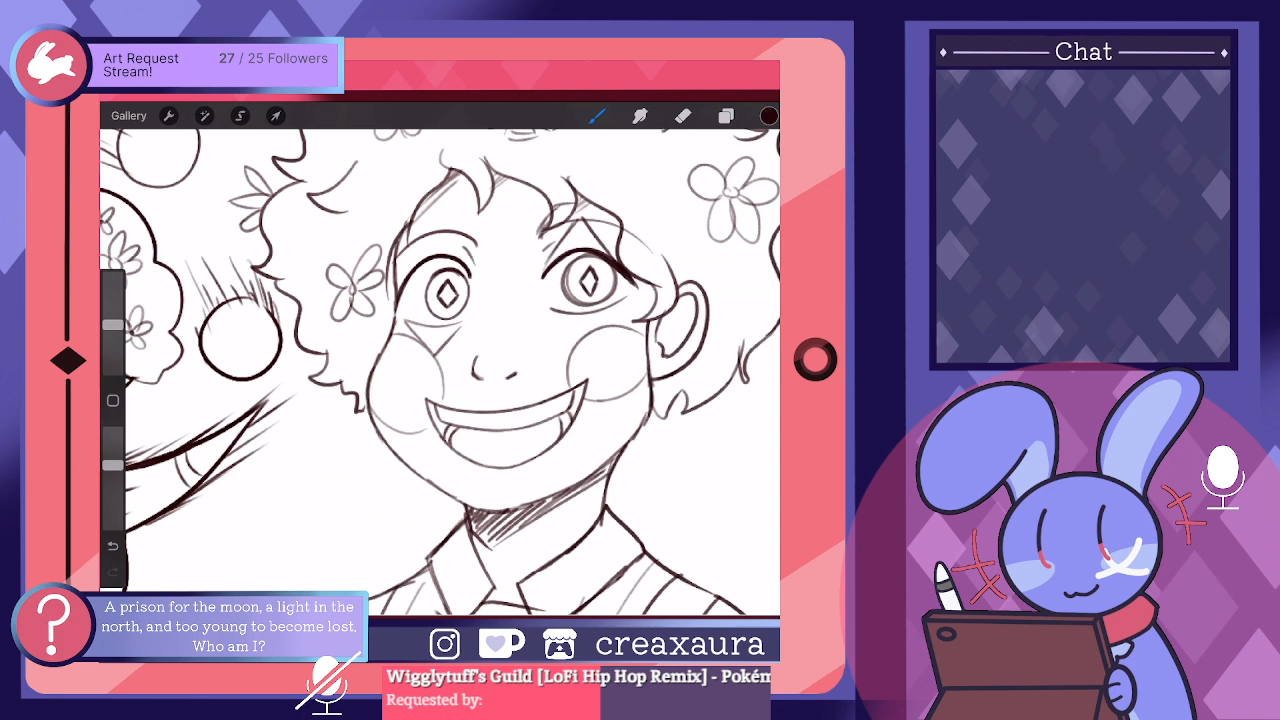 Art Request
Stream!
27 / 25 Followers
Chat
Gallery
A prison for the moon, a light in the
north, and too young to become lost.
Who am I?
creaxaura
Wigglytuff's Guild [LoFi Hip Hop Remix] - Pokém
Requested by: